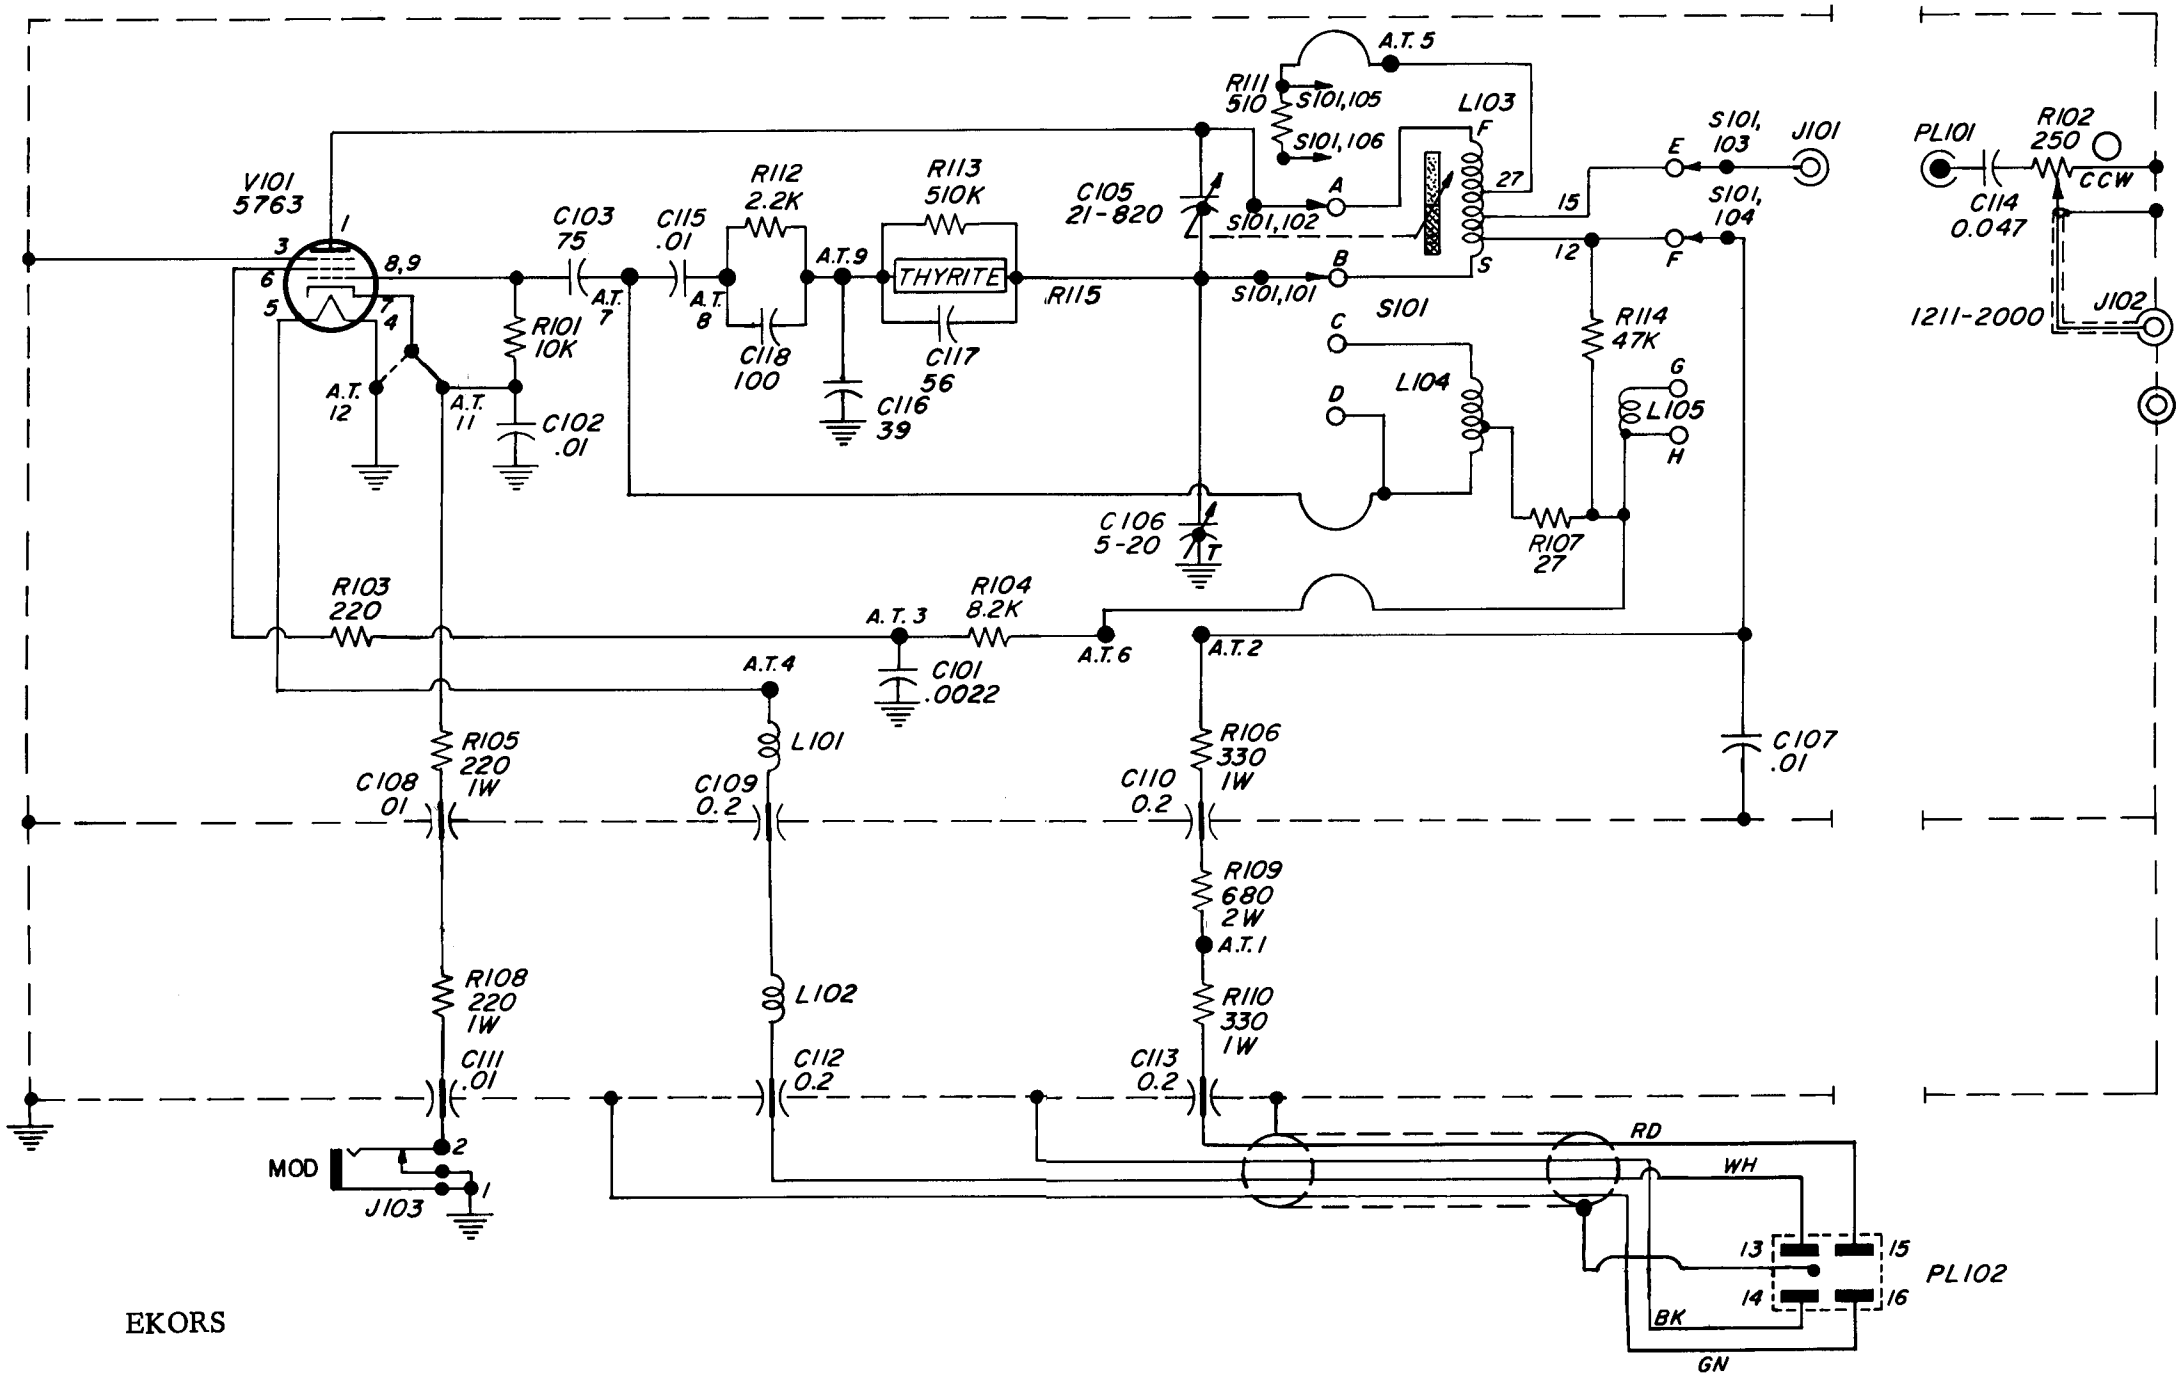 A.T. 5
R111
510
S101,105
S101,106
L103
F
27
15
12
S
E
S101,
103
J101
S101,
104
F
PL101
C114
0.047
R102
250
CCW
1211-2000
J102
V101
5763
1
3
6
5
8,9
7
4
C103
75
C115
.01
R112
2.2K
R113
510K
C105
21-820
A
S101,102
B
S101,101
A.T.
7
A.T.
8
A.T.9
THYRITE
R115
S101
C118
100
C117
56
C116
39
R101
10K
A.T.
12
A.T.
11
C102
.01
C
D
L104
R114
47K
G
L105
H
C106
5-20
T
R107
27
R103
220
A.T. 3
R104
8.2K
A.T.6
A.T.2
A.T.4
C101
.0022
R105
220
1W
L101
R106
330
1W
C107
.01
C108
01
C109
0.2
C110
0.2
R109
680
2W
A.T.1
R108
220
1W
L102
R110
330
1W
C111
.01
C112
0.2
C113
0.2
MOD
2
1
J103
RD
WH
13
15
PL102
14
16
BK
GN
EKORS